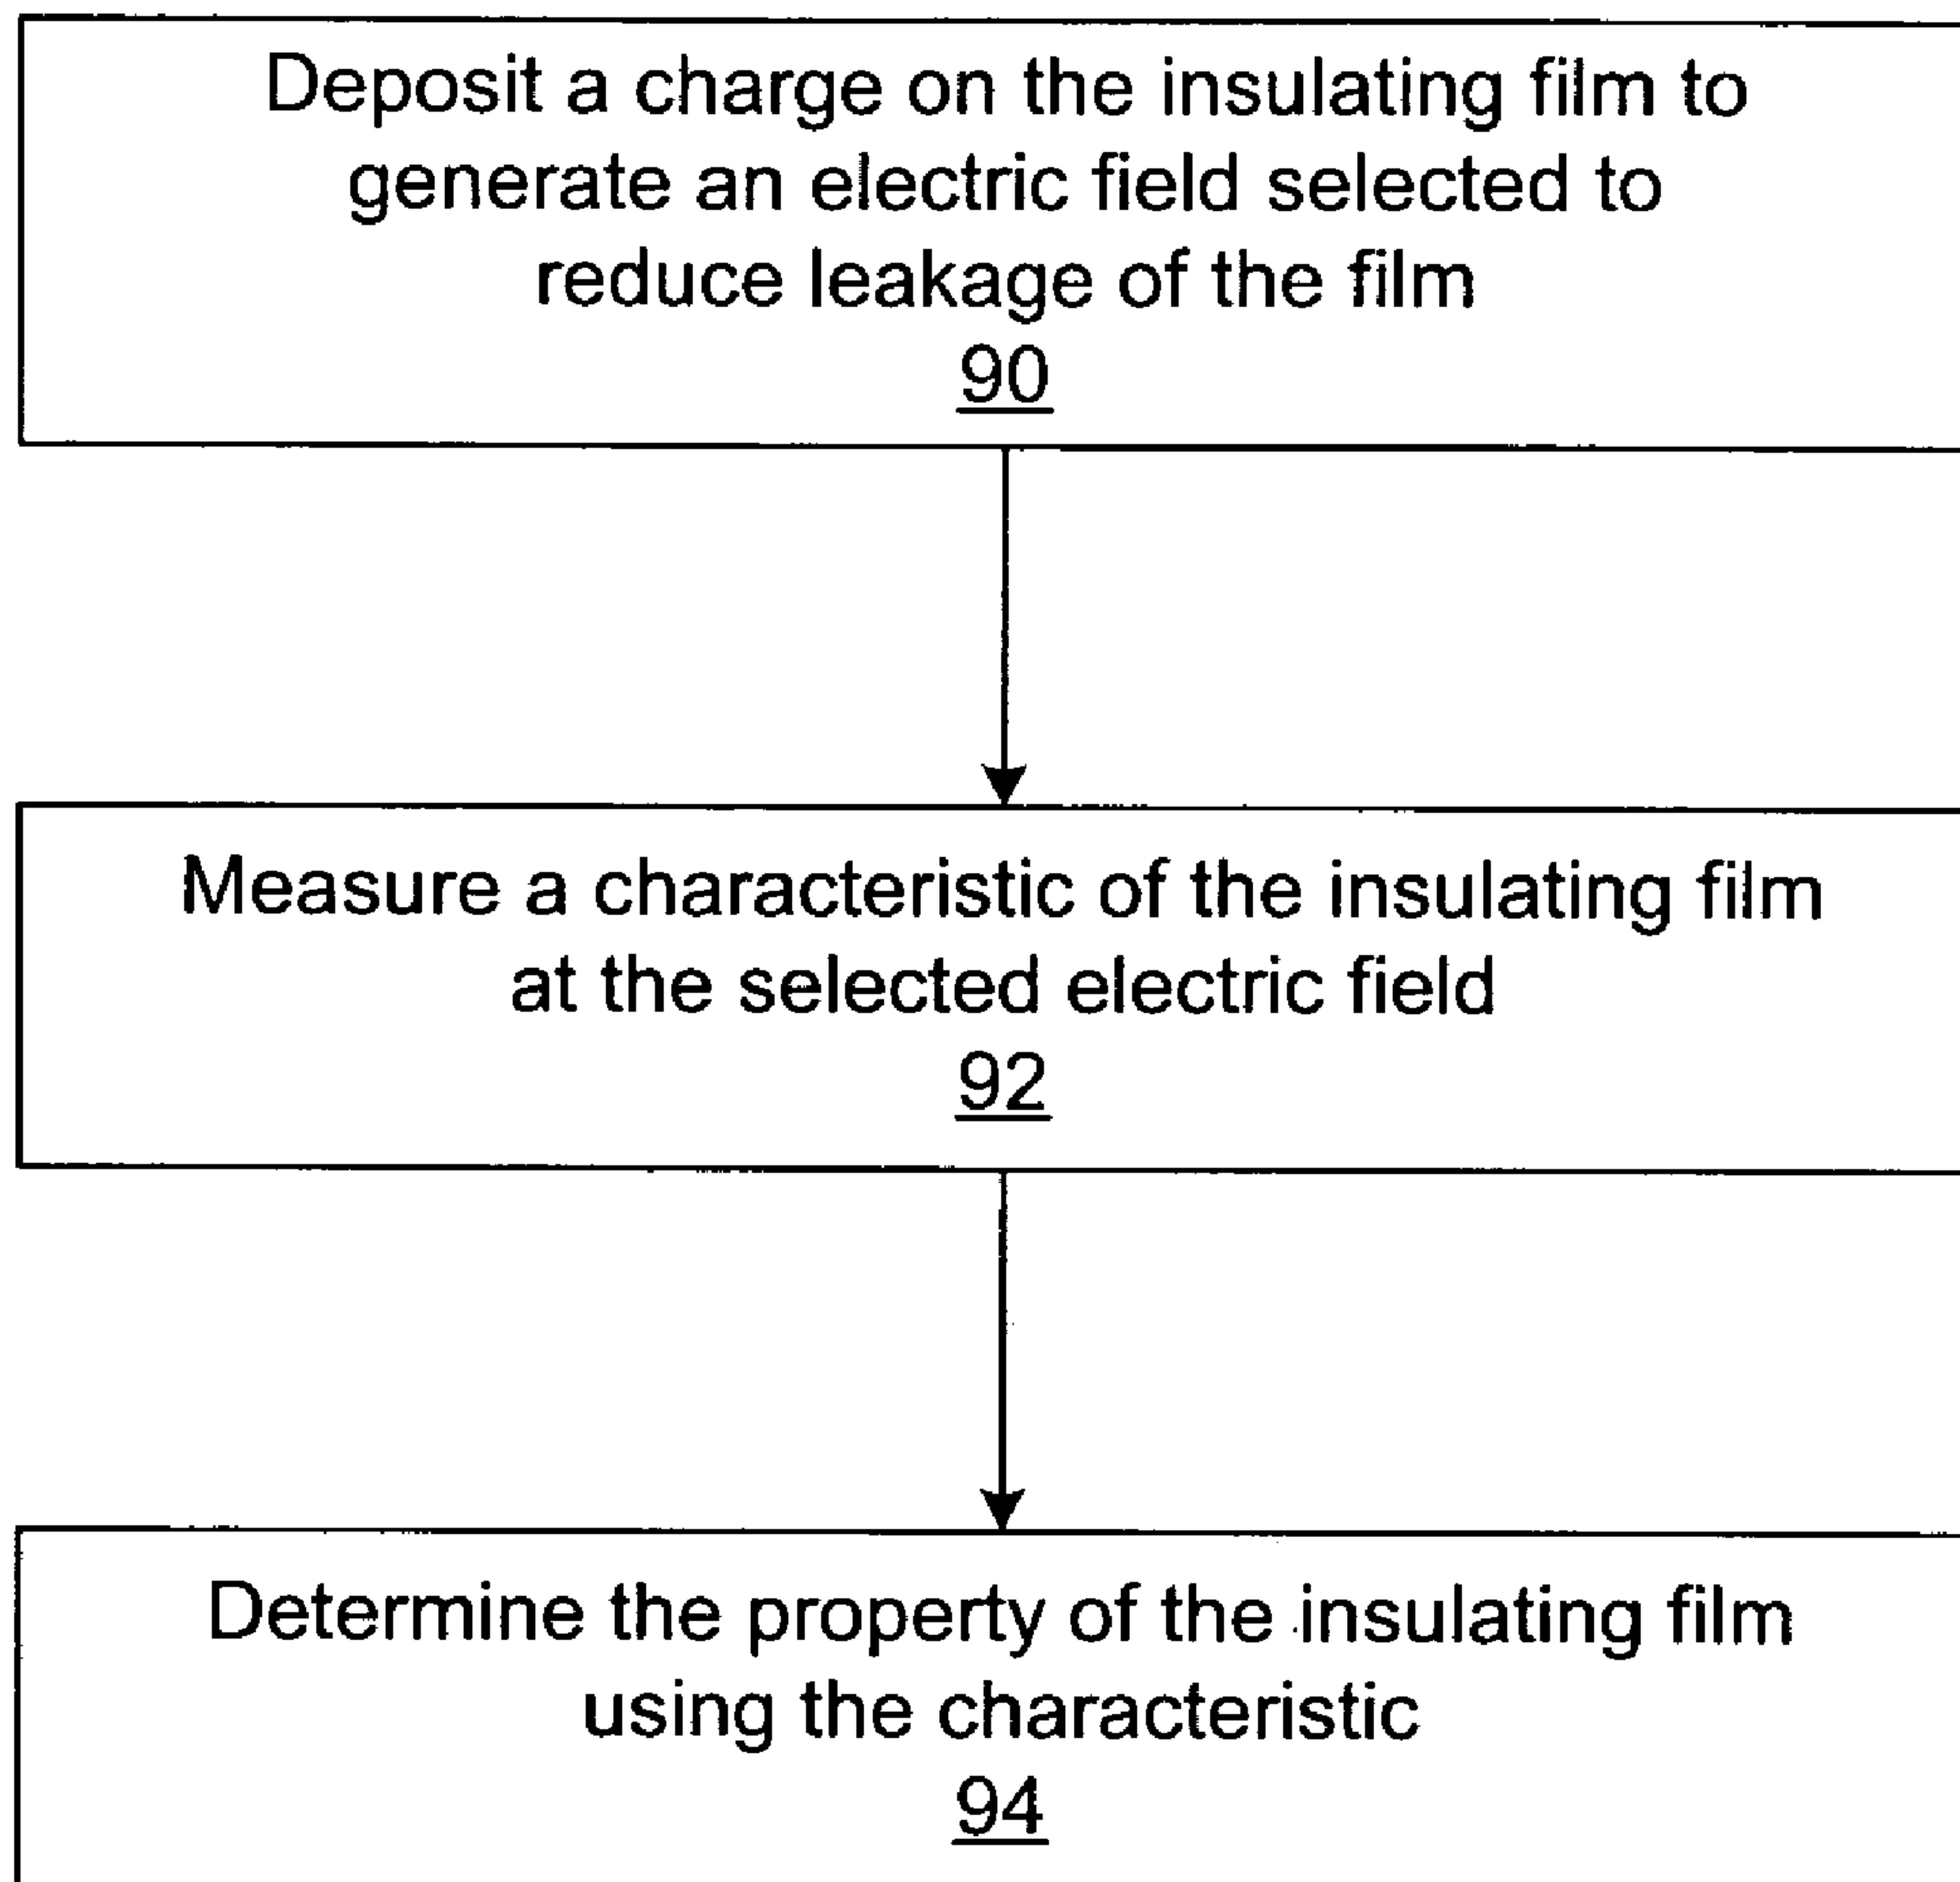 Deposit a charge on the insulating film to
generate an electric field selected to
reduce leakage of the film
90
Measure a characteristic of the insulating film
at the selected electric field
92
Determine the property of the insulating film
using the characteristic
94